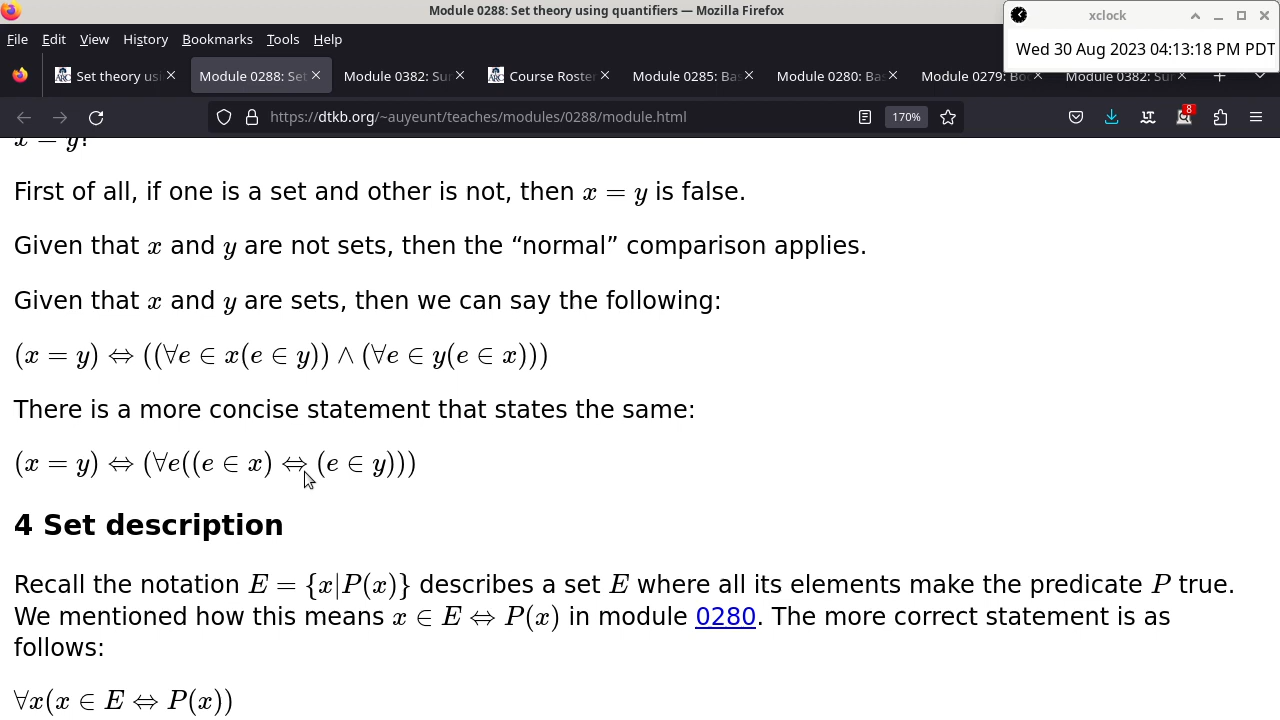 Module 0288: Set theory using quantifiers — Mozilla Firefox
xclock
Wed 30 Aug 2023 04:13:18 PM PDT
File Edit View History Bookmarks Tools Help
Set theory usi
Module 0288: Set
Module 0382: Sur
Course Roster
Module 0285: Bas
Module 0280: Bas
Module 0279: Boo
Module 0382: Sur
https://dtkb.org/~auyeunt/teaches/modules/0288/module.html
170%
8
x = y?
First of all, if one is a set and other is not, then x = y is false.
Given that x and y are not sets, then the “normal” comparison applies.
Given that x and y are sets, then we can say the following:
(x = y) ⇔ ((∀e ∈ x(e ∈ y)) ∧ (∀e ∈ y(e ∈ x)))
There is a more concise statement that states the same:
(x = y) ⇔ (∀e((e ∈ x) ⇔ (e ∈ y)))
4 Set description
Recall the notation E = {x|P(x)} describes a set E where all its elements make the predicate P true.
We mentioned how this means x ∈ E ⇔ P(x) in module 0280. The more correct statement is as
follows:
∀x(x ∈ E ⇔ P(x))